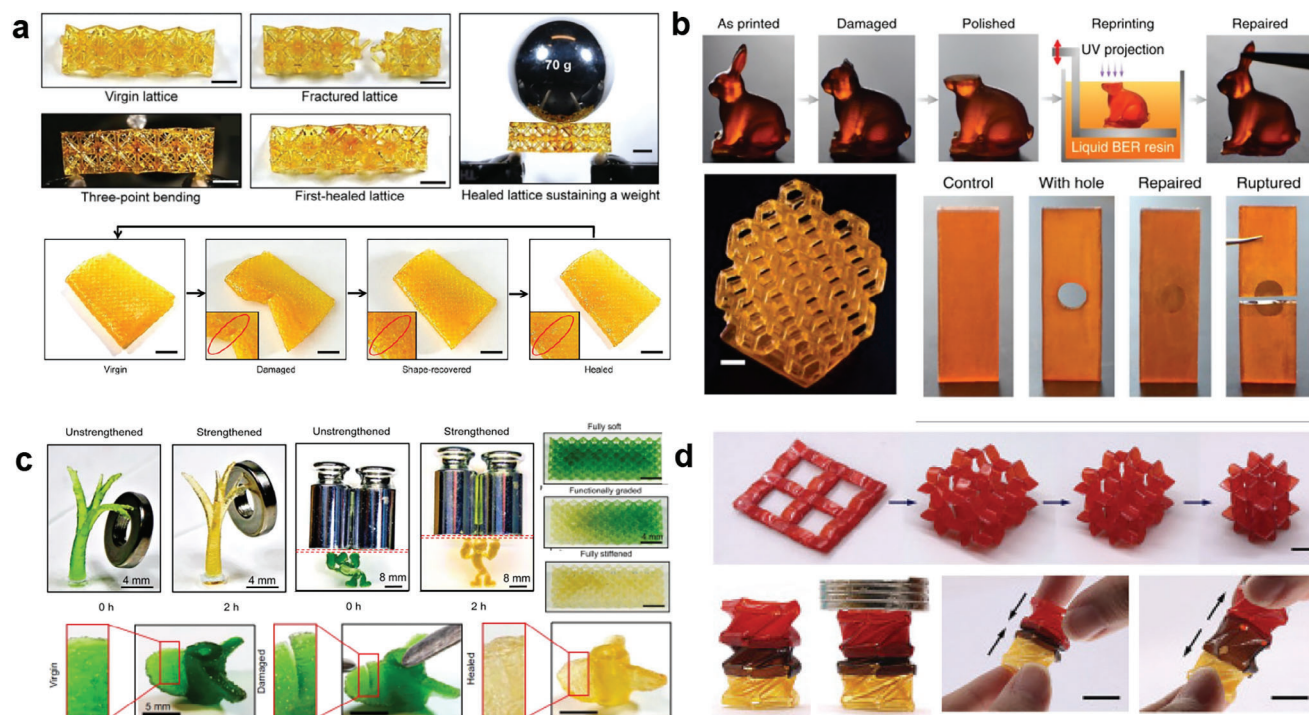 a
70 g
Virgin lattice
Fractured lattice
Three-point bending
First-healed lattice
Healed lattice sustaining a weight
Virgin
Damaged
Shape-recovered
Healed
b
As printed
Damaged
Polished
Reprinting
Repaired
UV projection
Liquid BER resin
Control
With hole
Repaired
Ruptured
c
Unstrengthened
Strengthened
Unstrengthened
Strengthened
4 mm
4 mm
8 mm
8 mm
0 h
2 h
0 h
2 h
Fully soft
Functionally graded
4 mm
Fully stiffened
Virgin
5 mm
Damaged
Healed
d